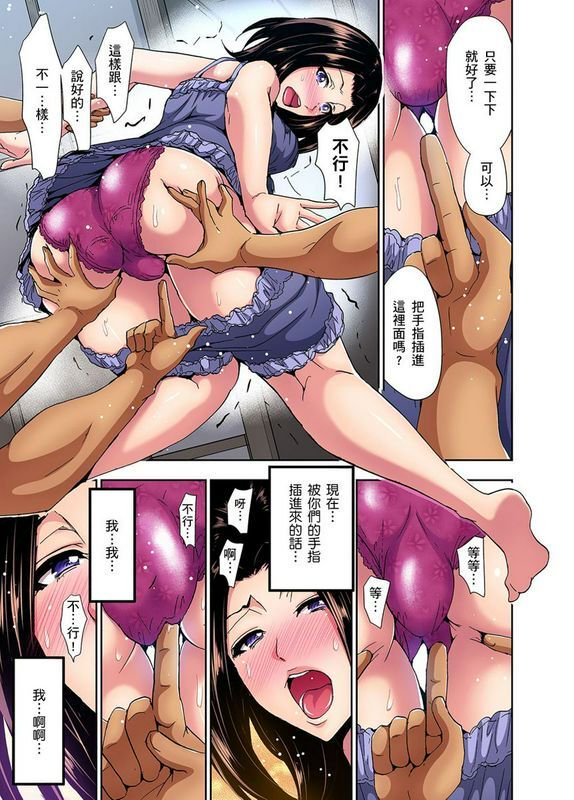 只要一下下
就好了…
可以…
把手指插進
這裡面嗎？
不行！
這樣跟…
說好的…
不一…樣…
現在…
被你們的手指
插進來的話…
等等…
等…
呀…
啊…
不行…
不…行！
我…我…
我…啊啊…